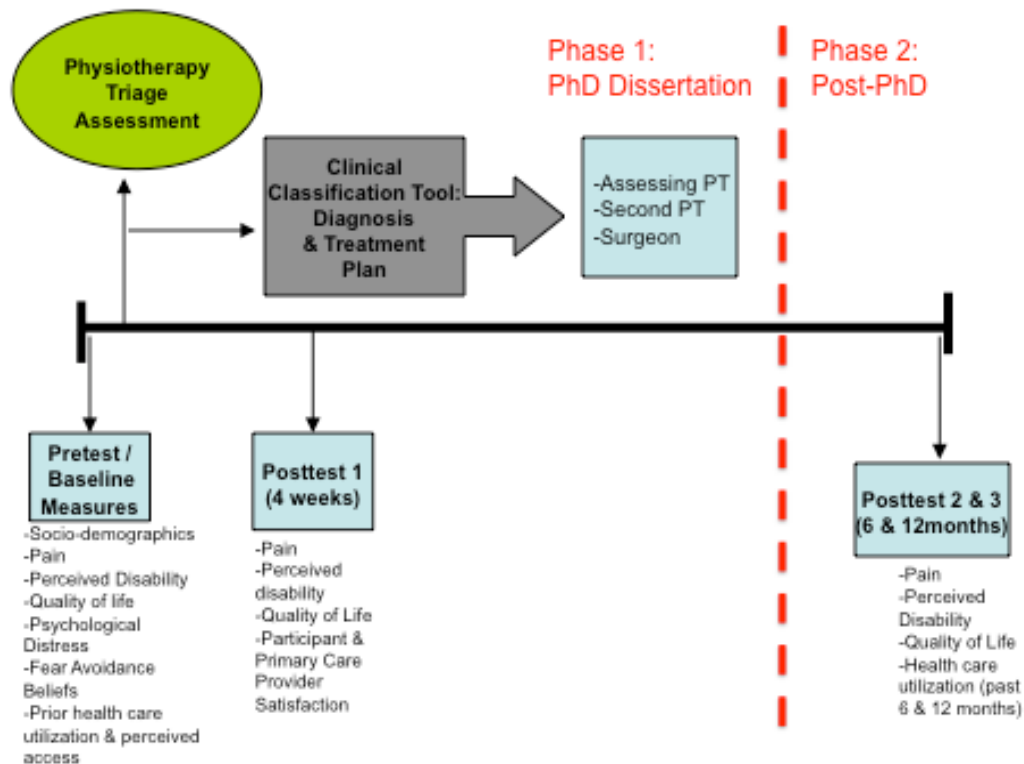 Physiotherapy
Triage
Assessment
Phase 1:
PhD Dissertation
Phase 2:
Post-PhD
Clinical
Classification Tool:
Diagnosis
& Treatment
Plan
-Assessing PT
-Second PT
-Surgeon
Pretest /
Baseline
Measures
-Socio-demographics
-Pain
-Perceived Disability
-Quality of life
-Psychological
Distress
-Fear Avoidance
Beliefs
-Prior health care
utilization & perceived
access
Posttest 1
(4 weeks)
-Pain
-Perceived
disability
-Quality of Life
-Participant &
Primary Care
Provider
Satisfaction
Posttest 2 & 3
(6 & 12months)
-Pain
-Perceived
Disability
-Quality of Life
-Health care
utilization (past
6 & 12 months)